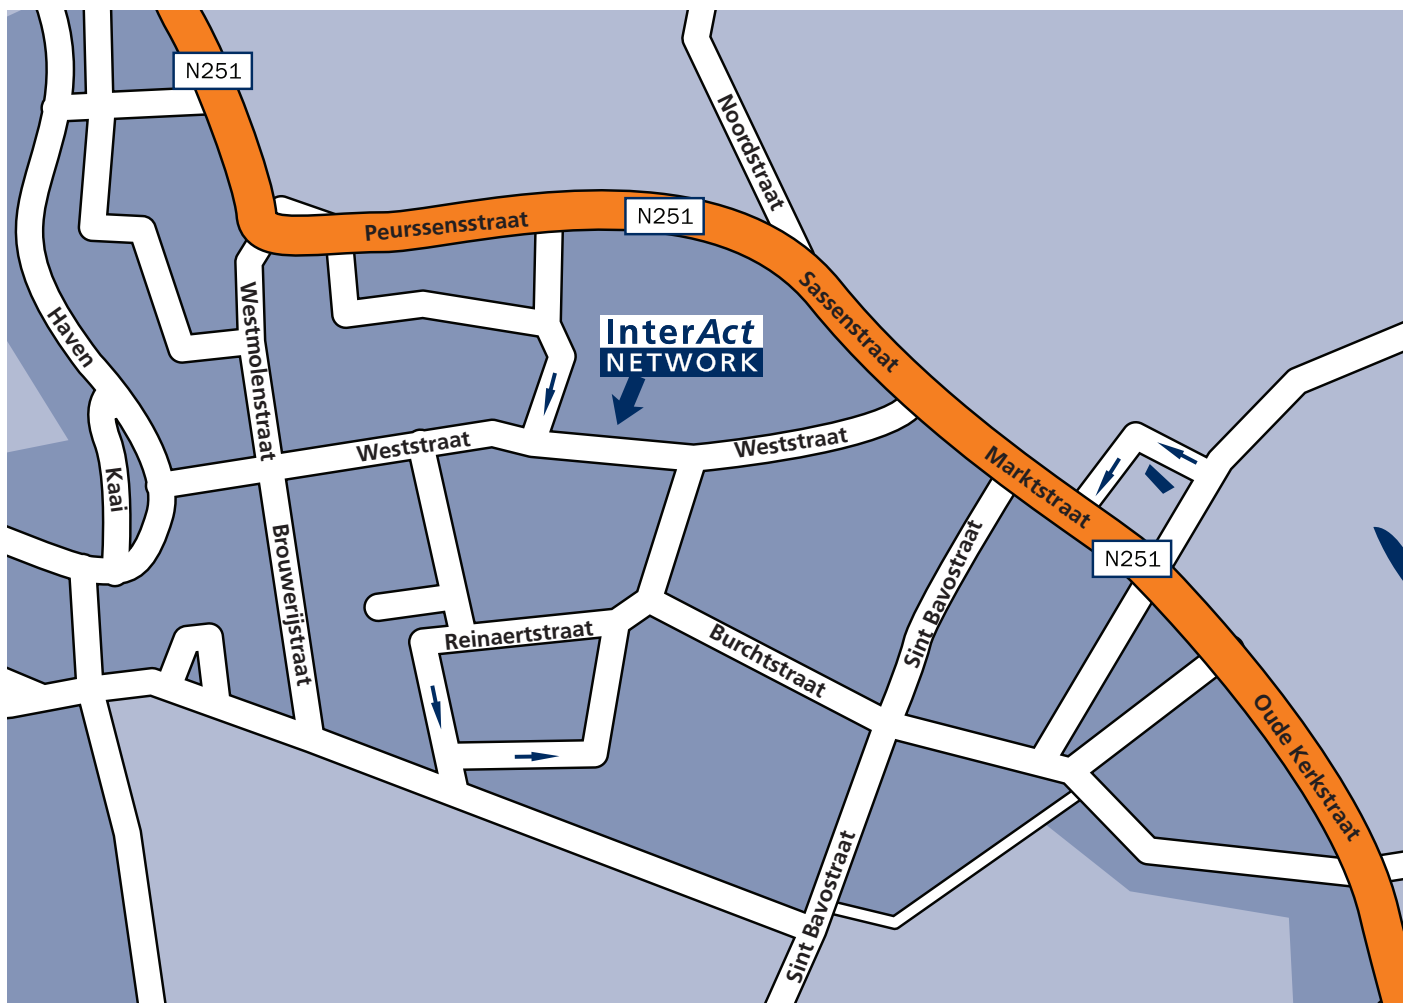 N251
Noordstraat
Peurssensstraat
N251
Sassenstraat
Haven
Westmolenstraat
InterAct
NETWORK
Weststraat
Weststraat
Marktstraat
Kaai
Brouwerijstraat
Sint Bavostraat
N251
Reinaertstraat
Burchtstraat
Oude Kerkstraat
Sint Bavostraat